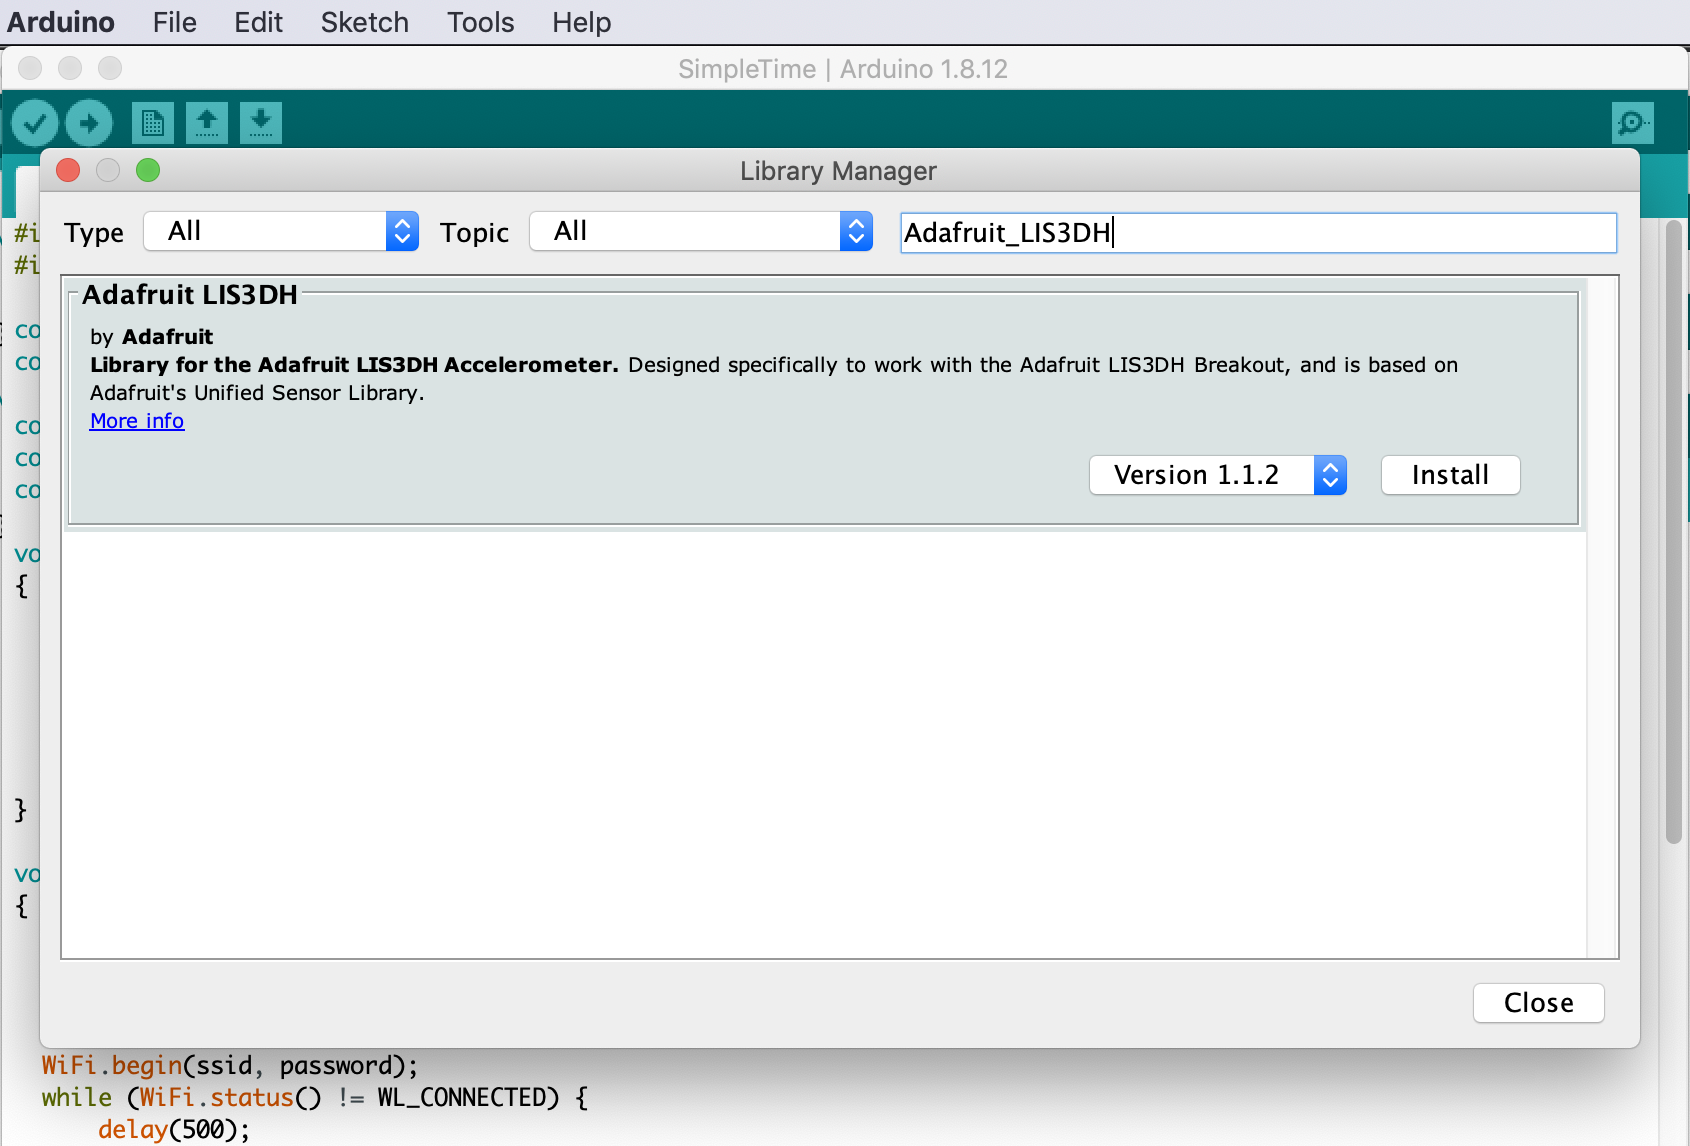 Arduino File Edit Sketch Tools Help
SimpleTime | Arduino 1.8.12
Library Manager
Type All Topic All Adafruit_LIS3DH
#i
#i
Adafruit LIS3DH
by Adafruit
co
Library for the Adafruit LIS3DH Accelerometer. Designed specifically to work with the Adafruit LIS3DH Breakout, and is based on
co
Adafruit's Unified Sensor Library.
More info
co
co
Version 1.1.2 Install
co
vo
{
}
vo
{
Close
WiFi.begin(ssid, password);
while (WiFi.status() != WL_CONNECTED) {
delay(500);